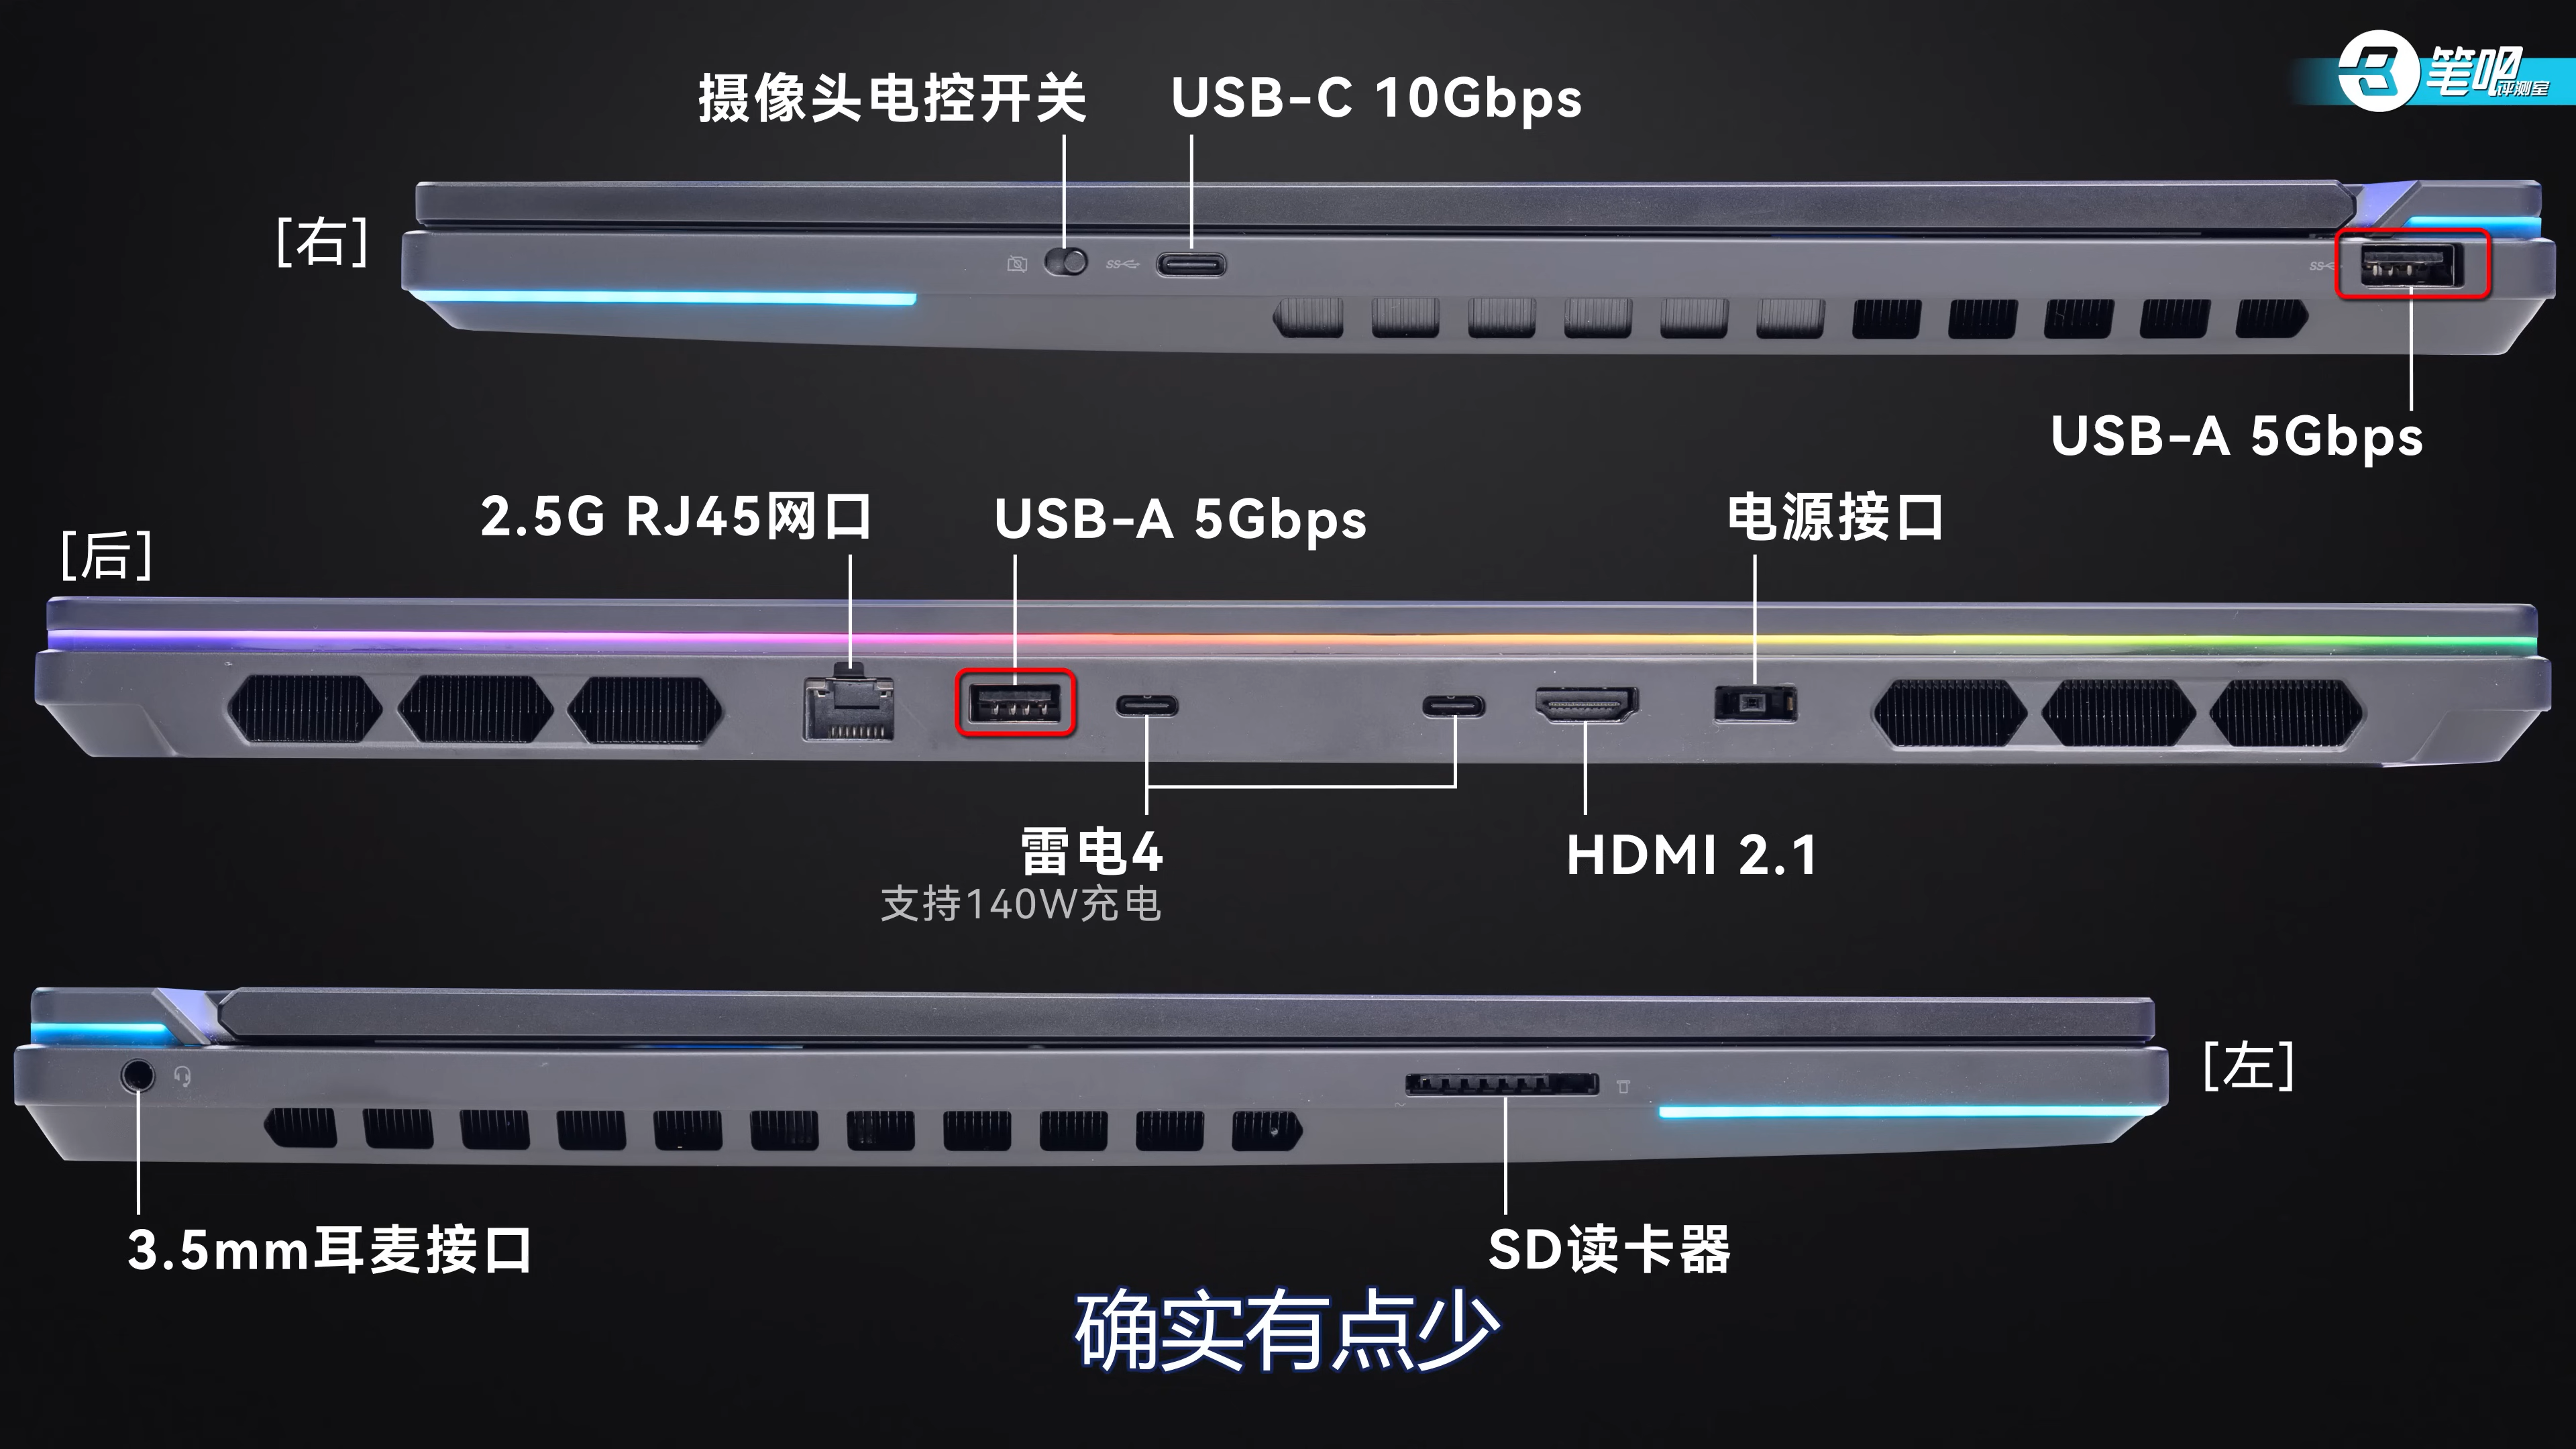 笔吧评测室
摄像头电控开关
USB-C 10Gbps
[右]
SS
SS
USB-A 5Gbps
[后]
2.5G RJ45网口
USB-A 5Gbps
电源接口
雷电4
支持140W充电
HDMI 2.1
[左]
3.5mm耳麦接口
SD读卡器
确实有点少